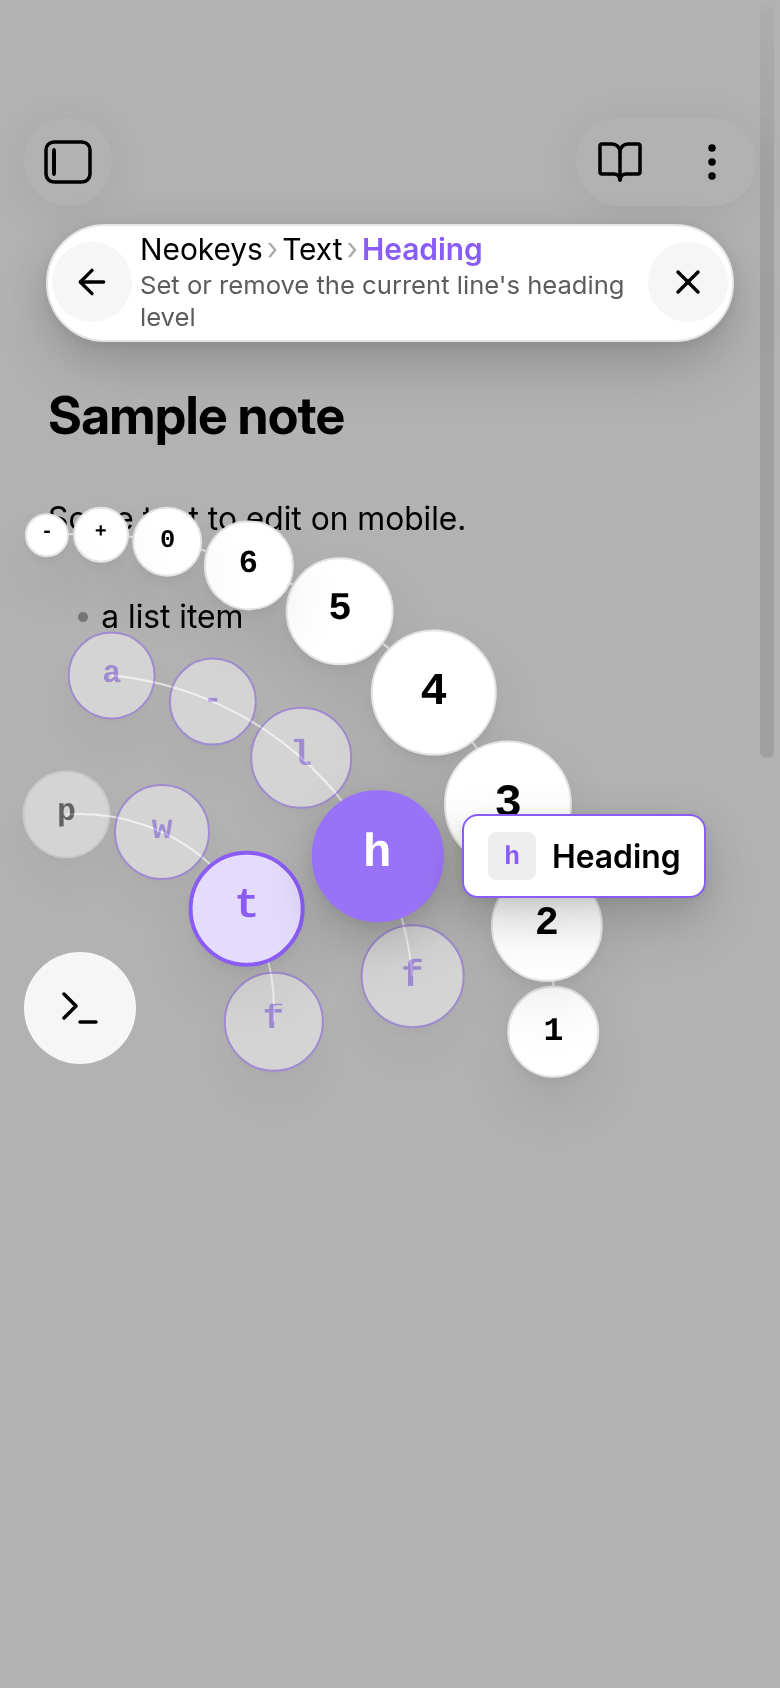 Neokeys › Text › Heading
Set or remove the current line's heading
level
Sample note
to edit on mobile.
- + 0 6 5 4 3 2 1
• a list item
a - l h f
p w t f
h Heading
>_